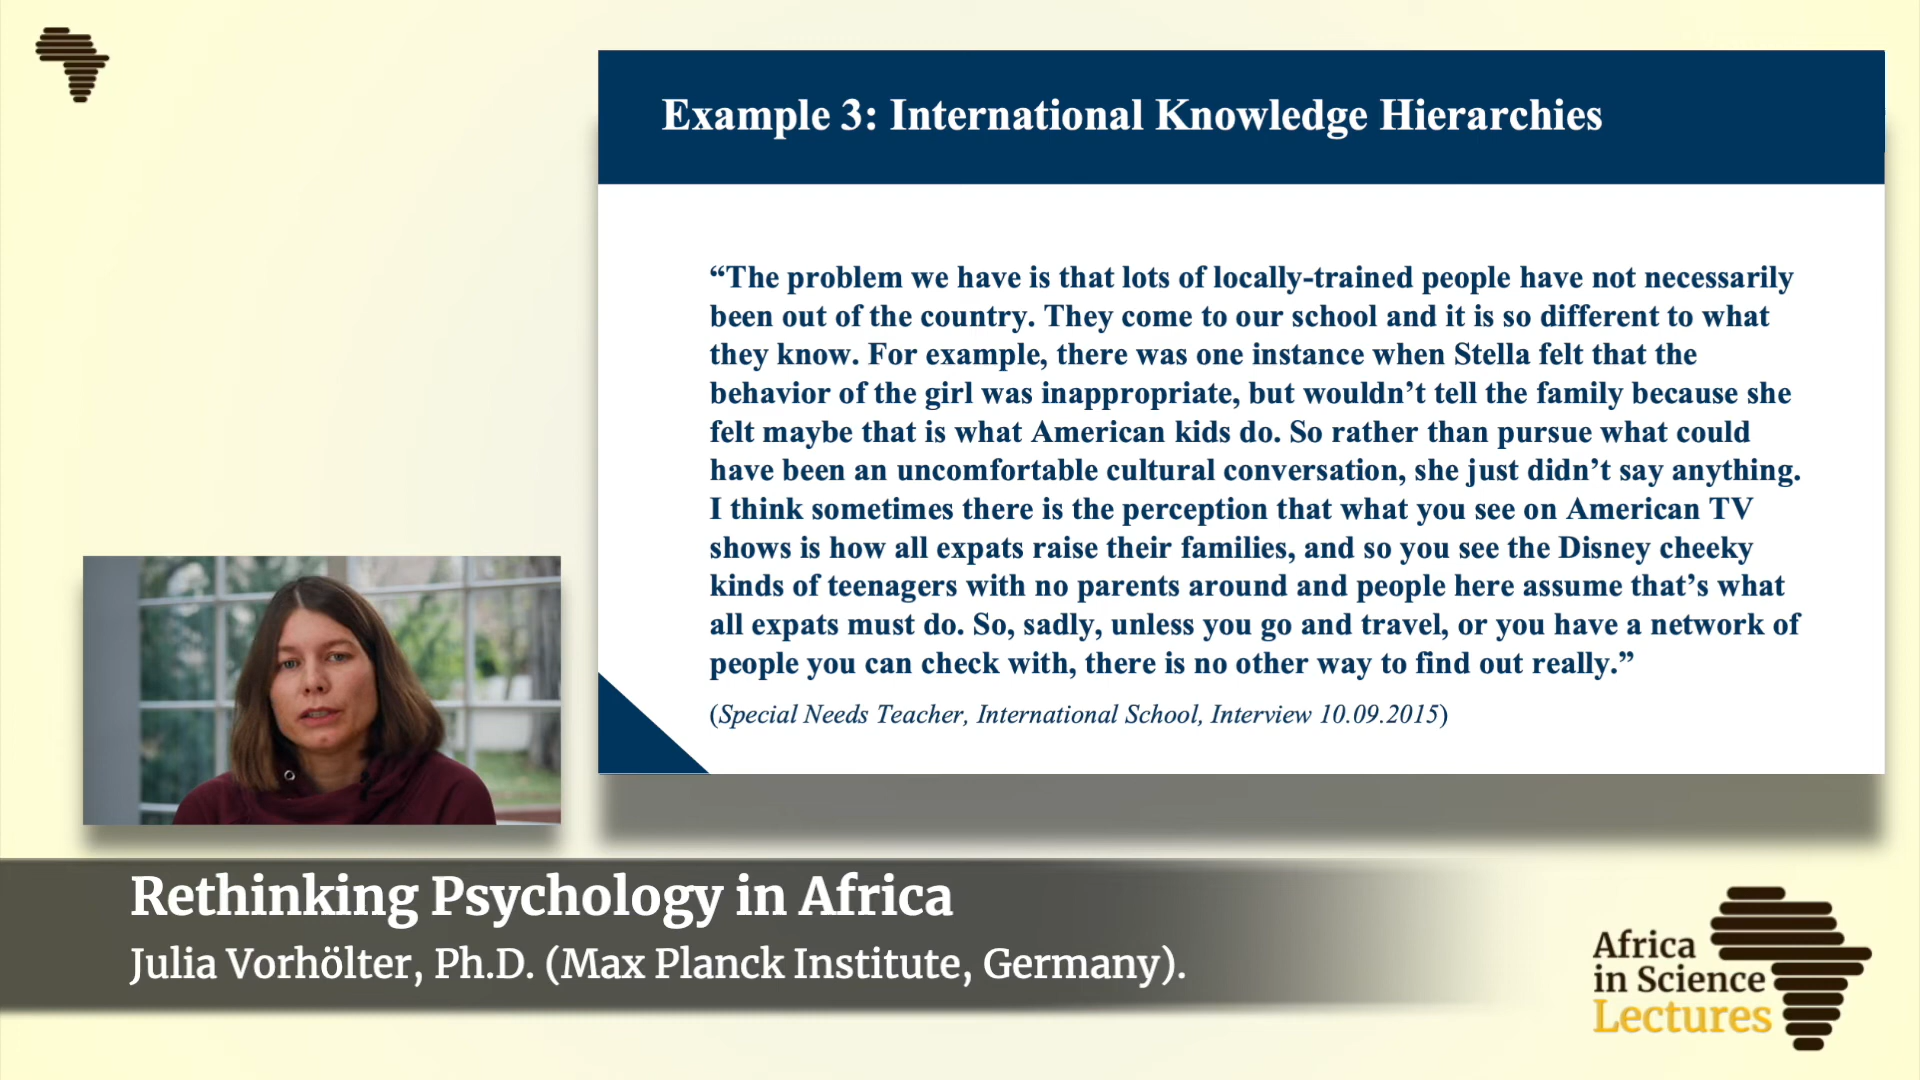 Example 3: International Knowledge Hierarchies
“The problem we have is that lots of locally-trained people have not necessarily
been out of the country. They come to our school and it is so different to what
they know. For example, there was one instance when Stella felt that the
behavior of the girl was inappropriate, but wouldn’t tell the family because she
felt maybe that is what American kids do. So rather than pursue what could
have been an uncomfortable cultural conversation, she just didn’t say anything.
I think sometimes there is the perception that what you see on American TV
shows is how all expats raise their families, and so you see the Disney cheeky
kinds of teenagers with no parents around and people here assume that’s what
all expats must do. So, sadly, unless you go and travel, or you have a network of
people you can check with, there is no other way to find out really.”
(Special Needs Teacher, International School, Interview 10.09.2015)
Rethinking Psychology in Africa
Julia Vorhölter, Ph.D. (Max Planck Institute, Germany).
Africa
in Science
Lectures